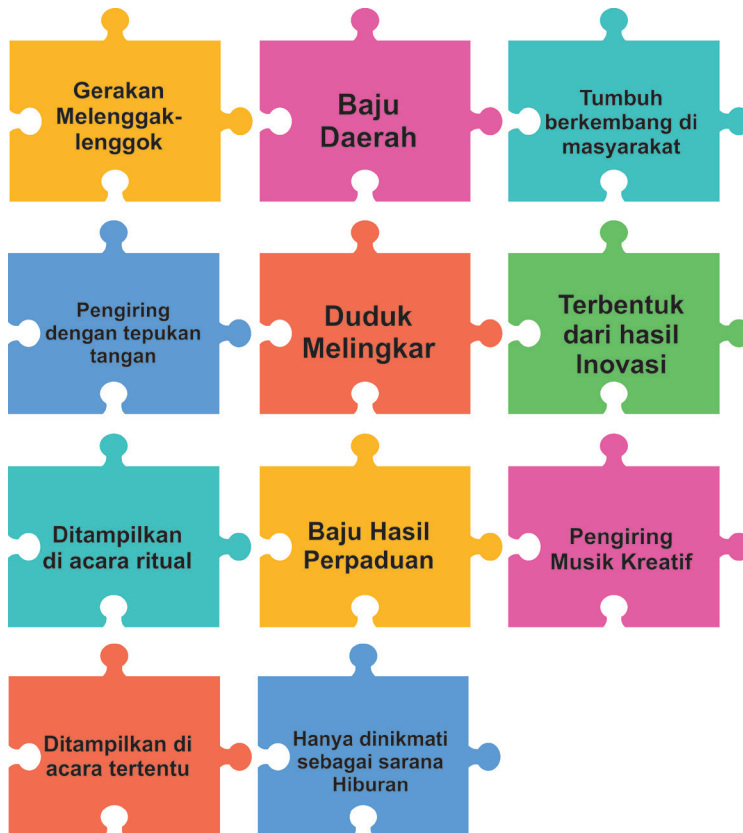 Gerakan
Melenggak-
lenggok
Baju
Daerah
Tumbuh
berkembang di
masyarakat
Pengiring
dengan tepukan
tangan
Duduk
Melingkar
Terbentuk
dari hasil
Inovasi
Ditampilkan
di acara ritual
Baju Hasil
Perpaduan
Pengiring
Musik Kreatif
Ditampilkan di
acara tertentu
Hanya dinikmati
sebagai sarana
Hiburan